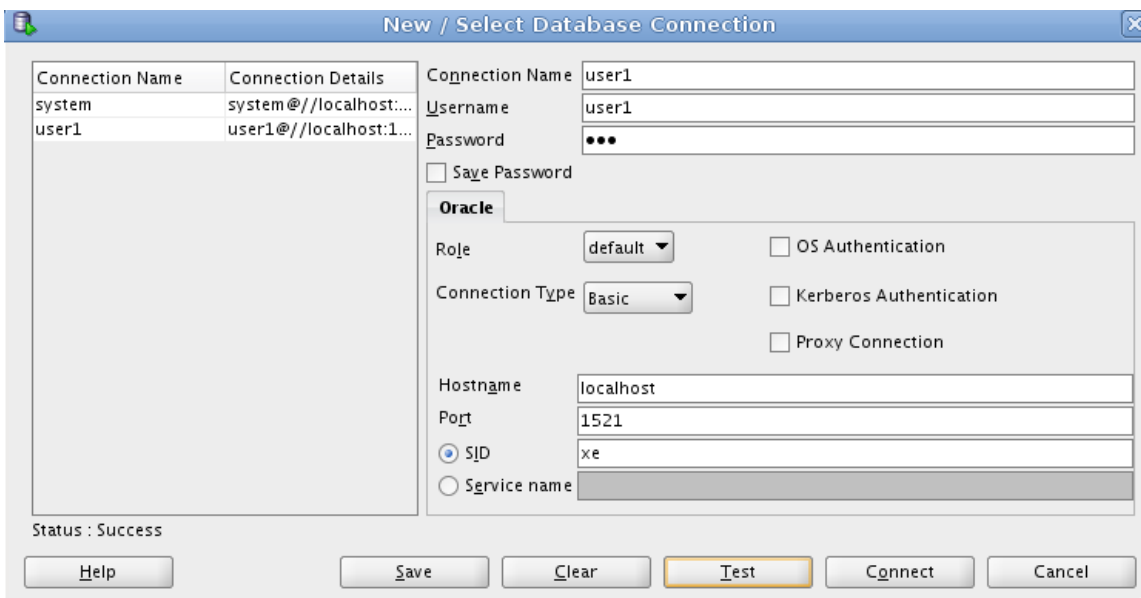 New / Select Database Connection
Connection Name Connection Details
system system@//localhost:...
user1 user1@//localhost:1...
Connection Name user1
Username user1
Password •••
Save Password
Oracle
Role default OS Authentication
Connection Type Basic Kerberos Authentication
Proxy Connection
Hostname localhost
Port 1521
SID xe
Service name
Status : Success
Help Save Clear Test Connect Cancel